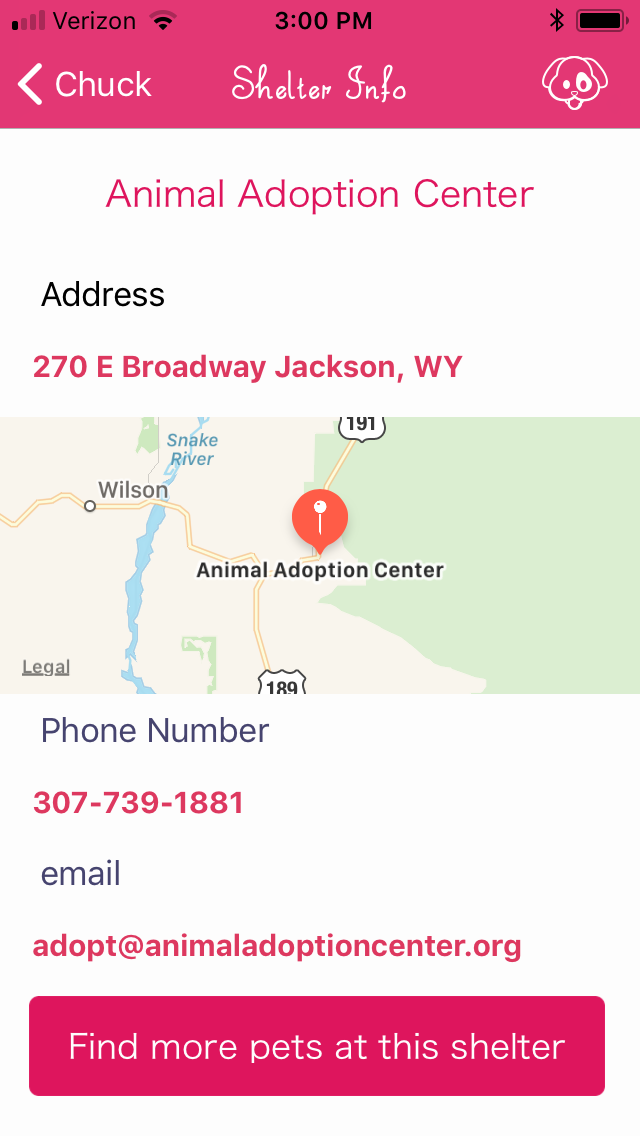 Verizon 3:00 PM
Chuck Shelter Info
Animal Adoption Center
Address
270 E Broadway Jackson, WY
191
Snake
River
Wilson
Animal Adoption Center
Legal
189
Phone Number
307-739-1881
email
adopt@animaladoptioncenter.org
Find more pets at this shelter